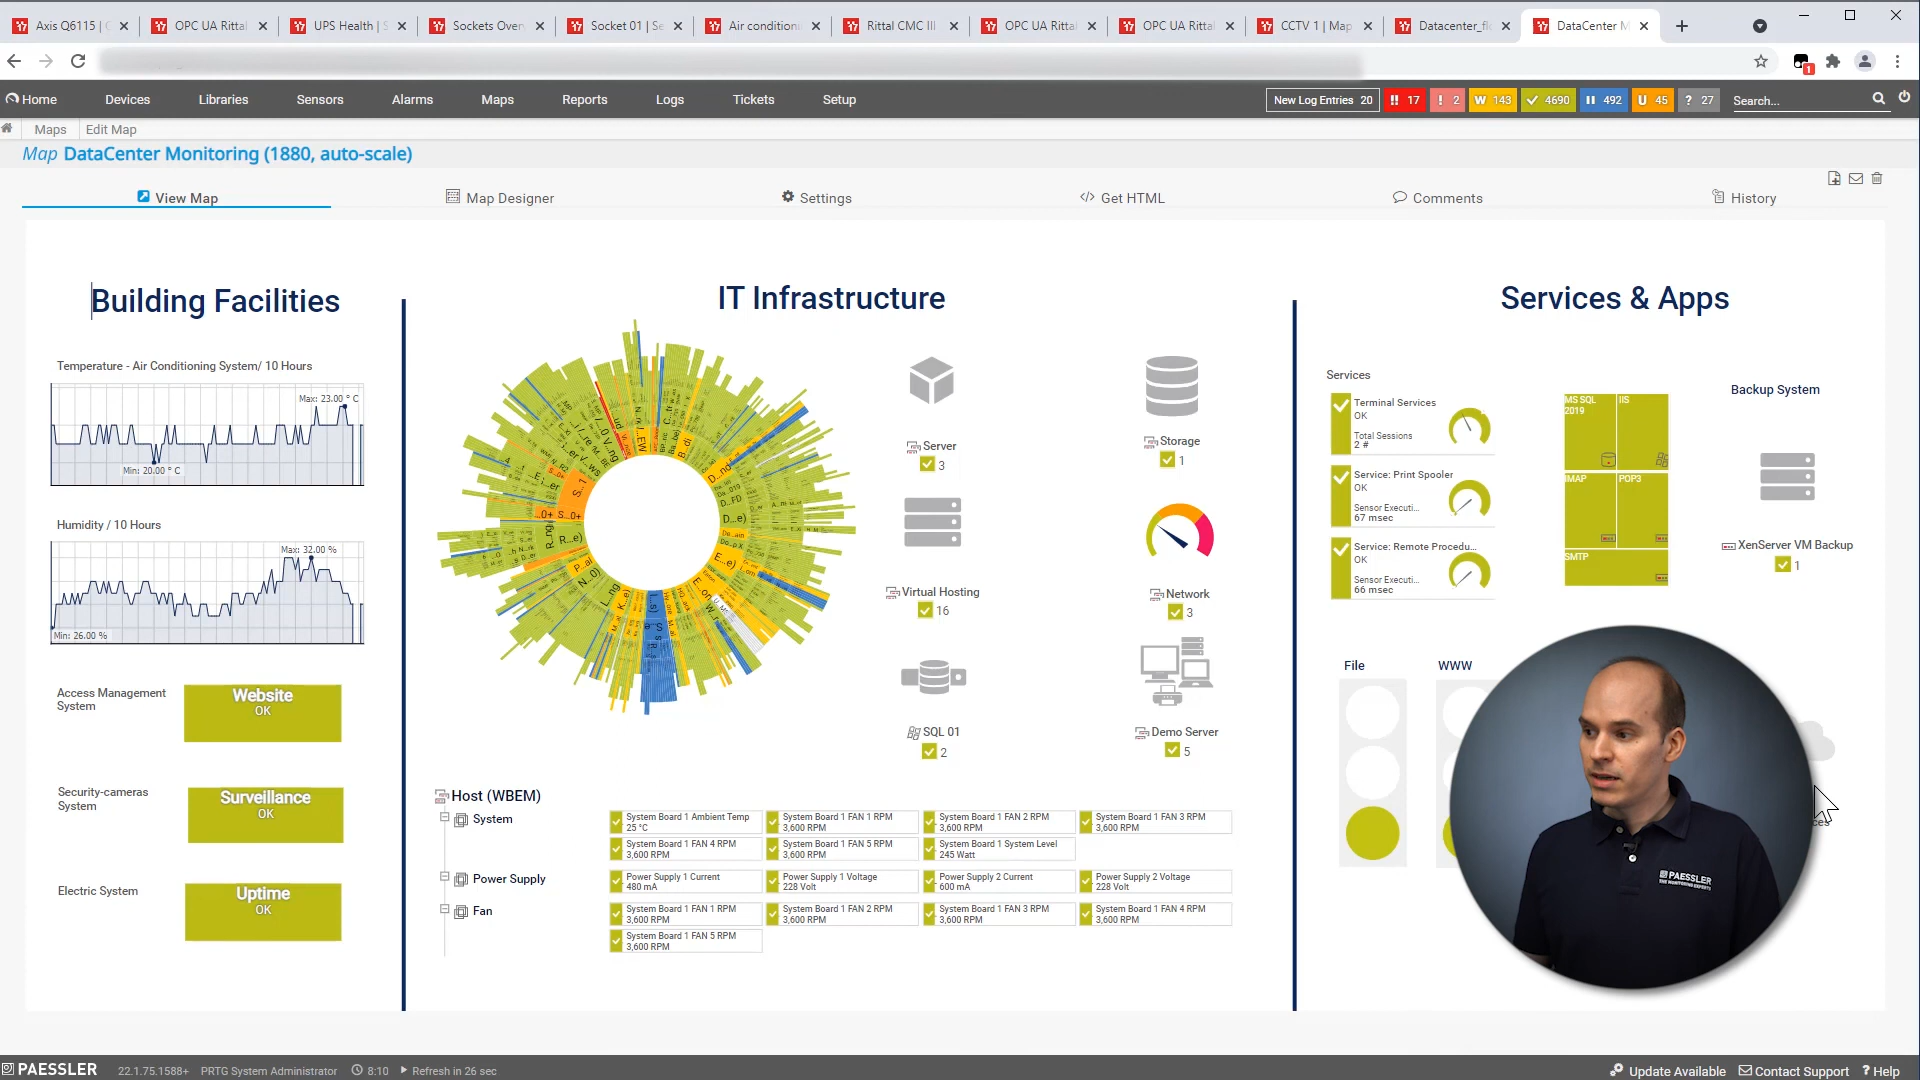 Axis Q6115 |
OPC UA Rittal
UPS Health |
Sockets Over
Socket 01 | Se
Air condition
Rittal CMC III
OPC UA Rittal
OPC UA Rittal
CCTV 1 | Map
Datacenter_fl
DataCenter M
1
Home
Devices
Libraries
Sensors
Alarms
Maps
Reports
Logs
Tickets
Setup
New Log Entries 20
!! 17
! 2
W 143
4690
492
U 45
? 27
Search...
Maps
Edit Map
Map DataCenter Monitoring (1880, auto-scale)
View Map
Map Designer
Settings
Get HTML
Comments
History
Building Facilities
Temperature - Air Conditioning System/ 10 Hours
Max: 23.00 ° C
Min: 20.00 ° C
Humidity / 10 Hours
Max: 32.00 %
Min: 26.00 %
Access Management
System
Website
OK
Security-cameras
System
Surveillance
OK
Electric System
Uptime
OK
IT Infrastructure
Server
3
Storage
1
Virtual Hosting
16
Network
3
SQL 01
2
Demo Server
5
Host (WBEM)
System
System Board 1 Ambient Temp
25 °C
System Board 1 FAN 1 RPM
3,600 RPM
System Board 1 FAN 2 RPM
3,600 RPM
System Board 1 FAN 3 RPM
3,600 RPM
System Board 1 FAN 4 RPM
3,600 RPM
System Board 1 FAN 5 RPM
3,600 RPM
System Board 1 System Level
245 Watt
Power Supply
Power Supply 1 Current
480 mA
Power Supply 1 Voltage
228 Volt
Power Supply 2 Current
600 mA
Power Supply 2 Voltage
228 Volt
Fan
System Board 1 FAN 1 RPM
3,600 RPM
System Board 1 FAN 2 RPM
3,600 RPM
System Board 1 FAN 3 RPM
3,600 RPM
System Board 1 FAN 4 RPM
3,600 RPM
System Board 1 FAN 5 RPM
3,600 RPM
Services & Apps
Services
Terminal Services
OK
Total Sessions
2 #
Service: Print Spooler
OK
Sensor Executi...
67 msec
Service: Remote Procedu...
OK
Sensor Executi...
66 msec
MS SQL
2019
IIS
IMAP
POP3
SMTP
Backup System
XenServer VM Backup
1
File
WWW
PAESSLER
THE MONITORING EXPERTS
PAESSLER
22.1.75.1588+
PRTG System Administrator
8:10
Refresh in 26 sec
Update Available
Contact Support
? Help